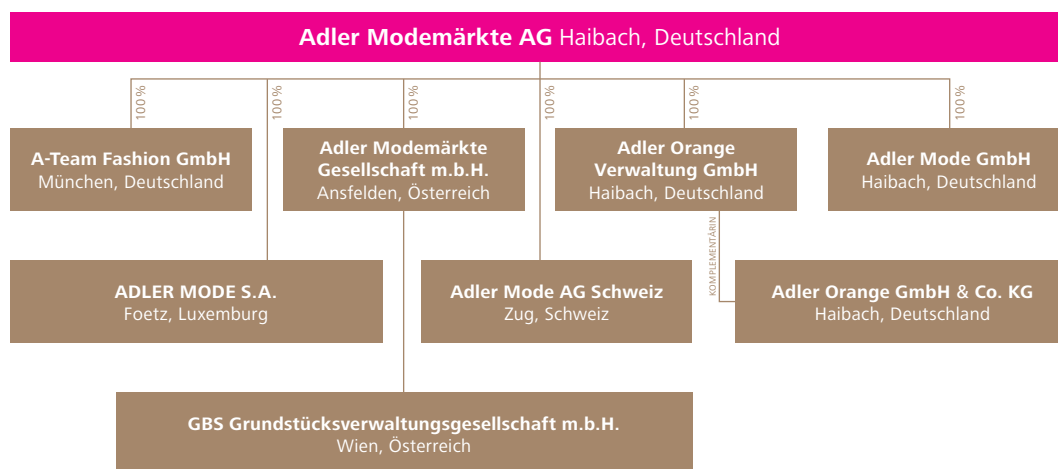 Adler Modemärkte AG Haibach, Deutschland
100 %
100 %
100 %
100 %
100 %
100 %
A-Team Fashion GmbH
München, Deutschland
Adler Modemärkte
Gesellschaft m.b.H.
Ansfelden, Österreich
Adler Orange
Verwaltung GmbH
Haibach, Deutschland
Adler Mode GmbH
Haibach, Deutschland
KOMPLEMENTÄRIN
ADLER MODE S.A.
Foetz, Luxemburg
Adler Mode AG Schweiz
Zug, Schweiz
Adler Orange GmbH & Co. KG
Haibach, Deutschland
GBS Grundstücksverwaltungsgesellschaft m.b.H.
Wien, Österreich